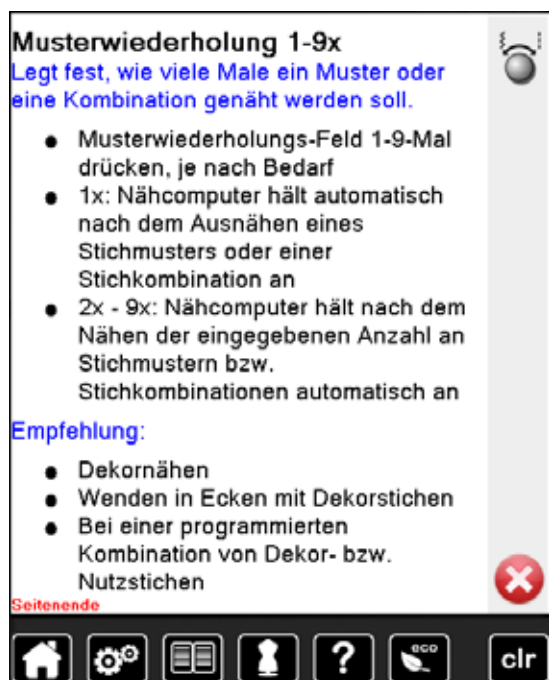 Musterwiederholung 1-9x
Legt fest, wie viele Male ein Muster oder
eine Kombination genäht werden soll.
● Musterwiederholungs-Feld 1-9-Mal
drücken, je nach Bedarf
● 1x: Nähcomputer hält automatisch
nach dem Ausnähen eines
Stichmusters oder einer
Stichkombination an
● 2x - 9x: Nähcomputer hält nach dem
Nähen der eingegebenen Anzahl an
Stichmustern bzw.
Stichkombinationen automatisch an
Empfehlung:
● Dekornähen
● Wenden in Ecken mit Dekorstichen
● Bei einer programmierten
Kombination von Dekor- bzw.
Nutzstichen
Seitenende
? eco clr